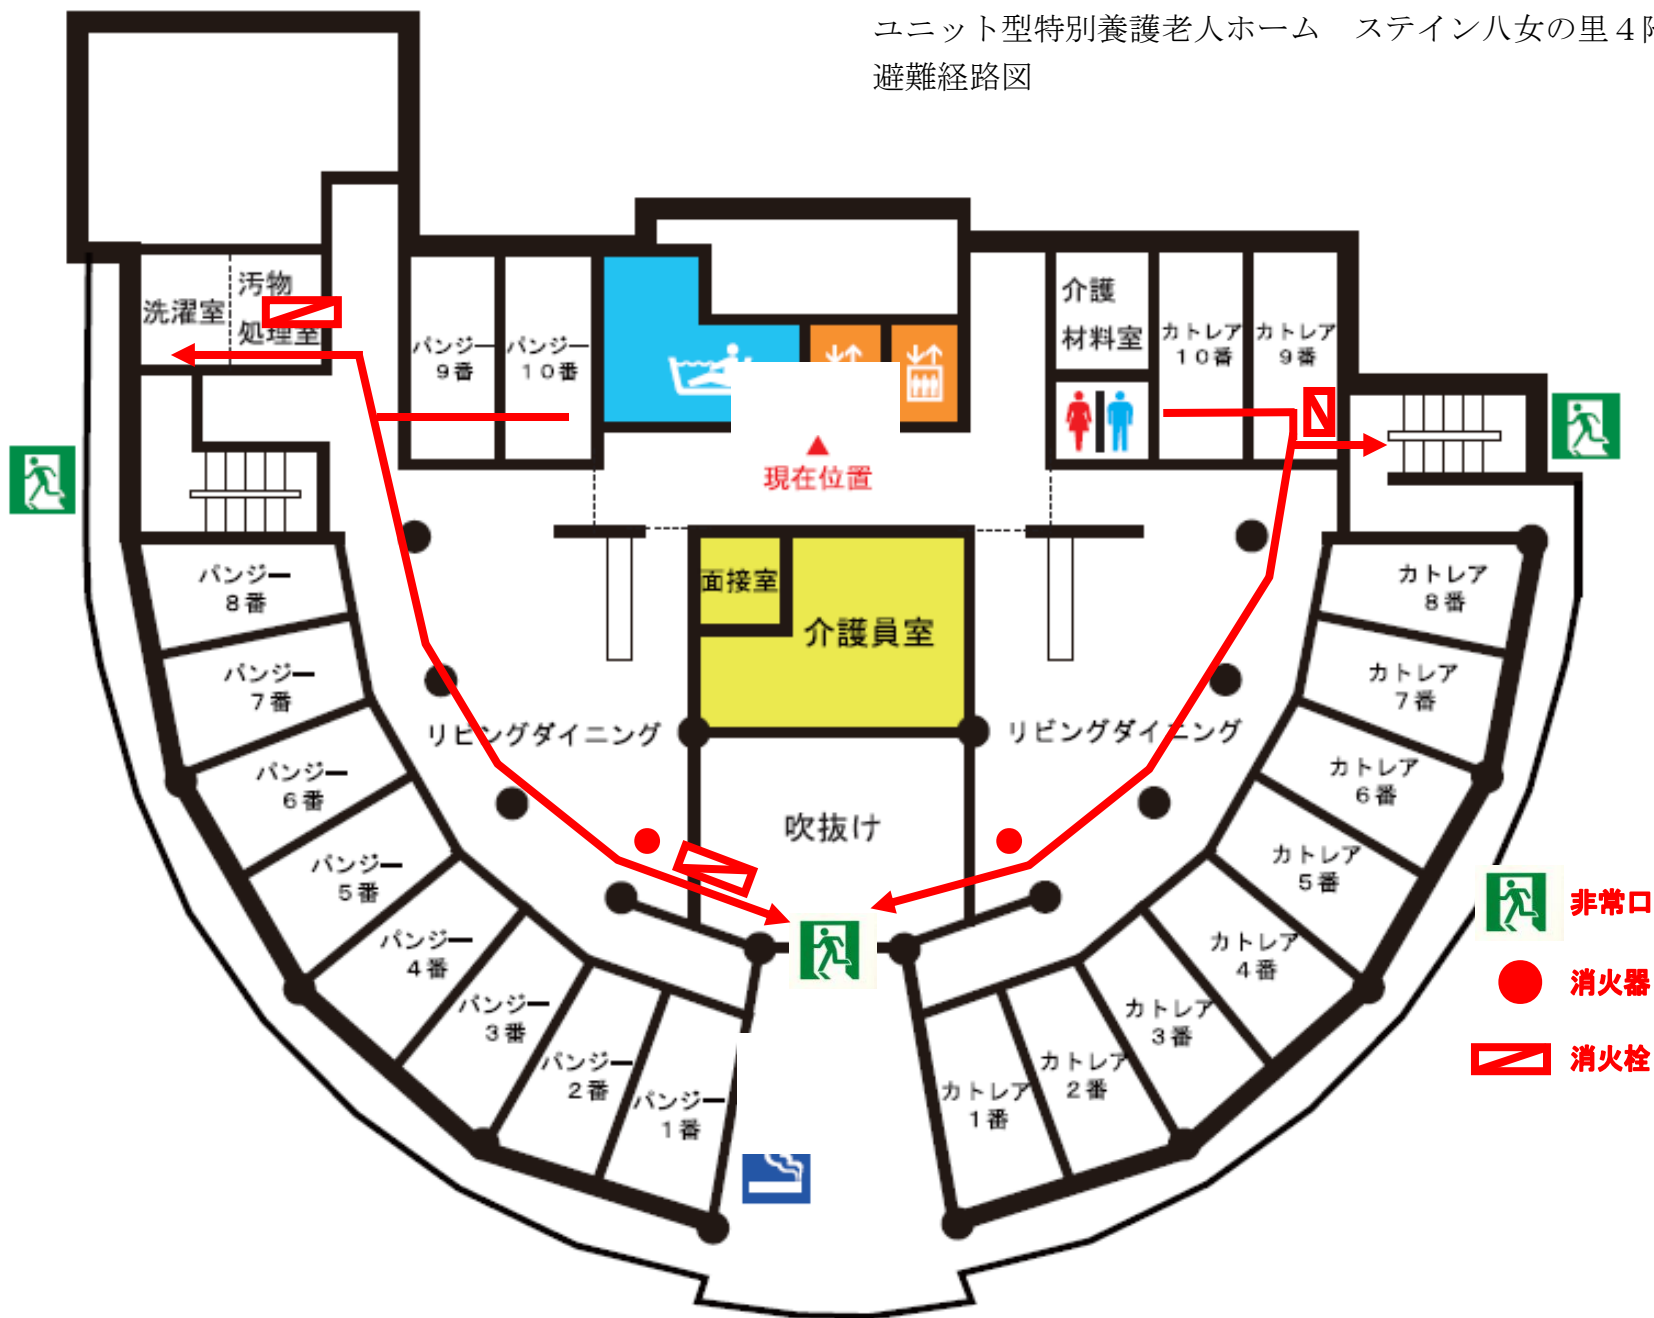 ユニット型特別養護老人ホーム　ステイン八女の里４階
避難経路図
洗濯室
汚物
処理室
パンジー
９番
パンジー
１０番
介護
材料室
カトレア
１０番
カトレア
９番
現在位置
パンジー
８番
面接室
介護員室
カトレア
８番
パンジー
７番
カトレア
７番
リビングダイニング
リビングダイニング
パンジー
６番
カトレア
６番
吹抜け
パンジー
５番
カトレア
５番
パンジー
４番
カトレア
４番
パンジー
３番
カトレア
３番
パンジー
２番
カトレア
２番
パンジー
１番
カトレア
１番
非常口
消火器
消火栓